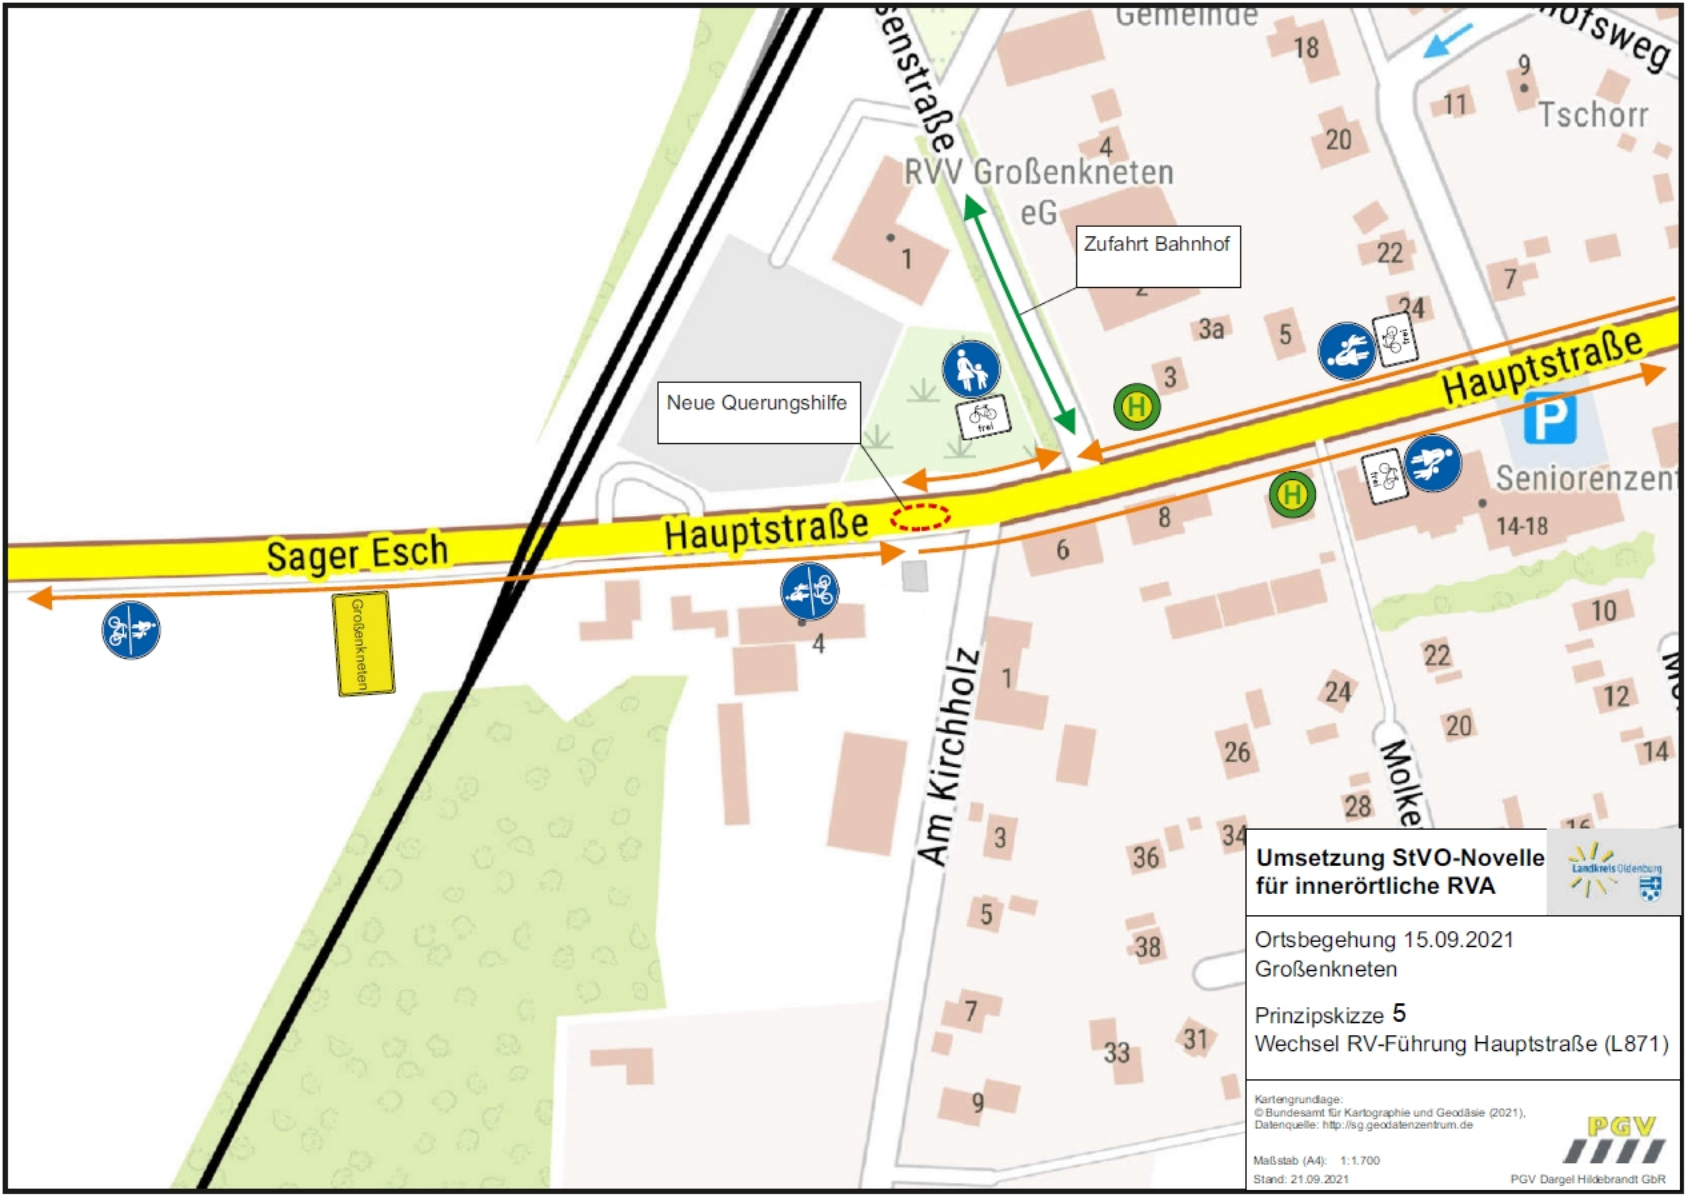 Gemeinde
18
9
11
Tschorr
20
4
senstraße
RVV Großenkneten
eG
Zufahrt Bahnhof
1
22
7
24
3a
5
3
frei
frei
H
Neue Querungshilfe
Hauptstraße
P
frei
H
Seniorenzent
14-18
8
Hauptstraße
Sager Esch
6
Großenkneten
4
10
22
1
24
12
20
14
26
Am Kirchholz
Molke
28
3
34
36
16
5
38
7
33
31
9
Umsetzung StVO-Novelle
für innerörtliche RVA
Landkreis Oldenburg
Ortsbegehung 15.09.2021
Großenkneten
Prinzipskizze 5
Wechsel RV-Führung Hauptstraße (L871)
Kartengrundlage:
© Bundesamt für Kartographie und Geodäsie (2021),
Datenquelle: http://sg.geodatenzentrum.de
Maßstab (A4): 1:1.700
Stand: 21.09.2021
PGV
PGV Dargel Hildebrandt GbR